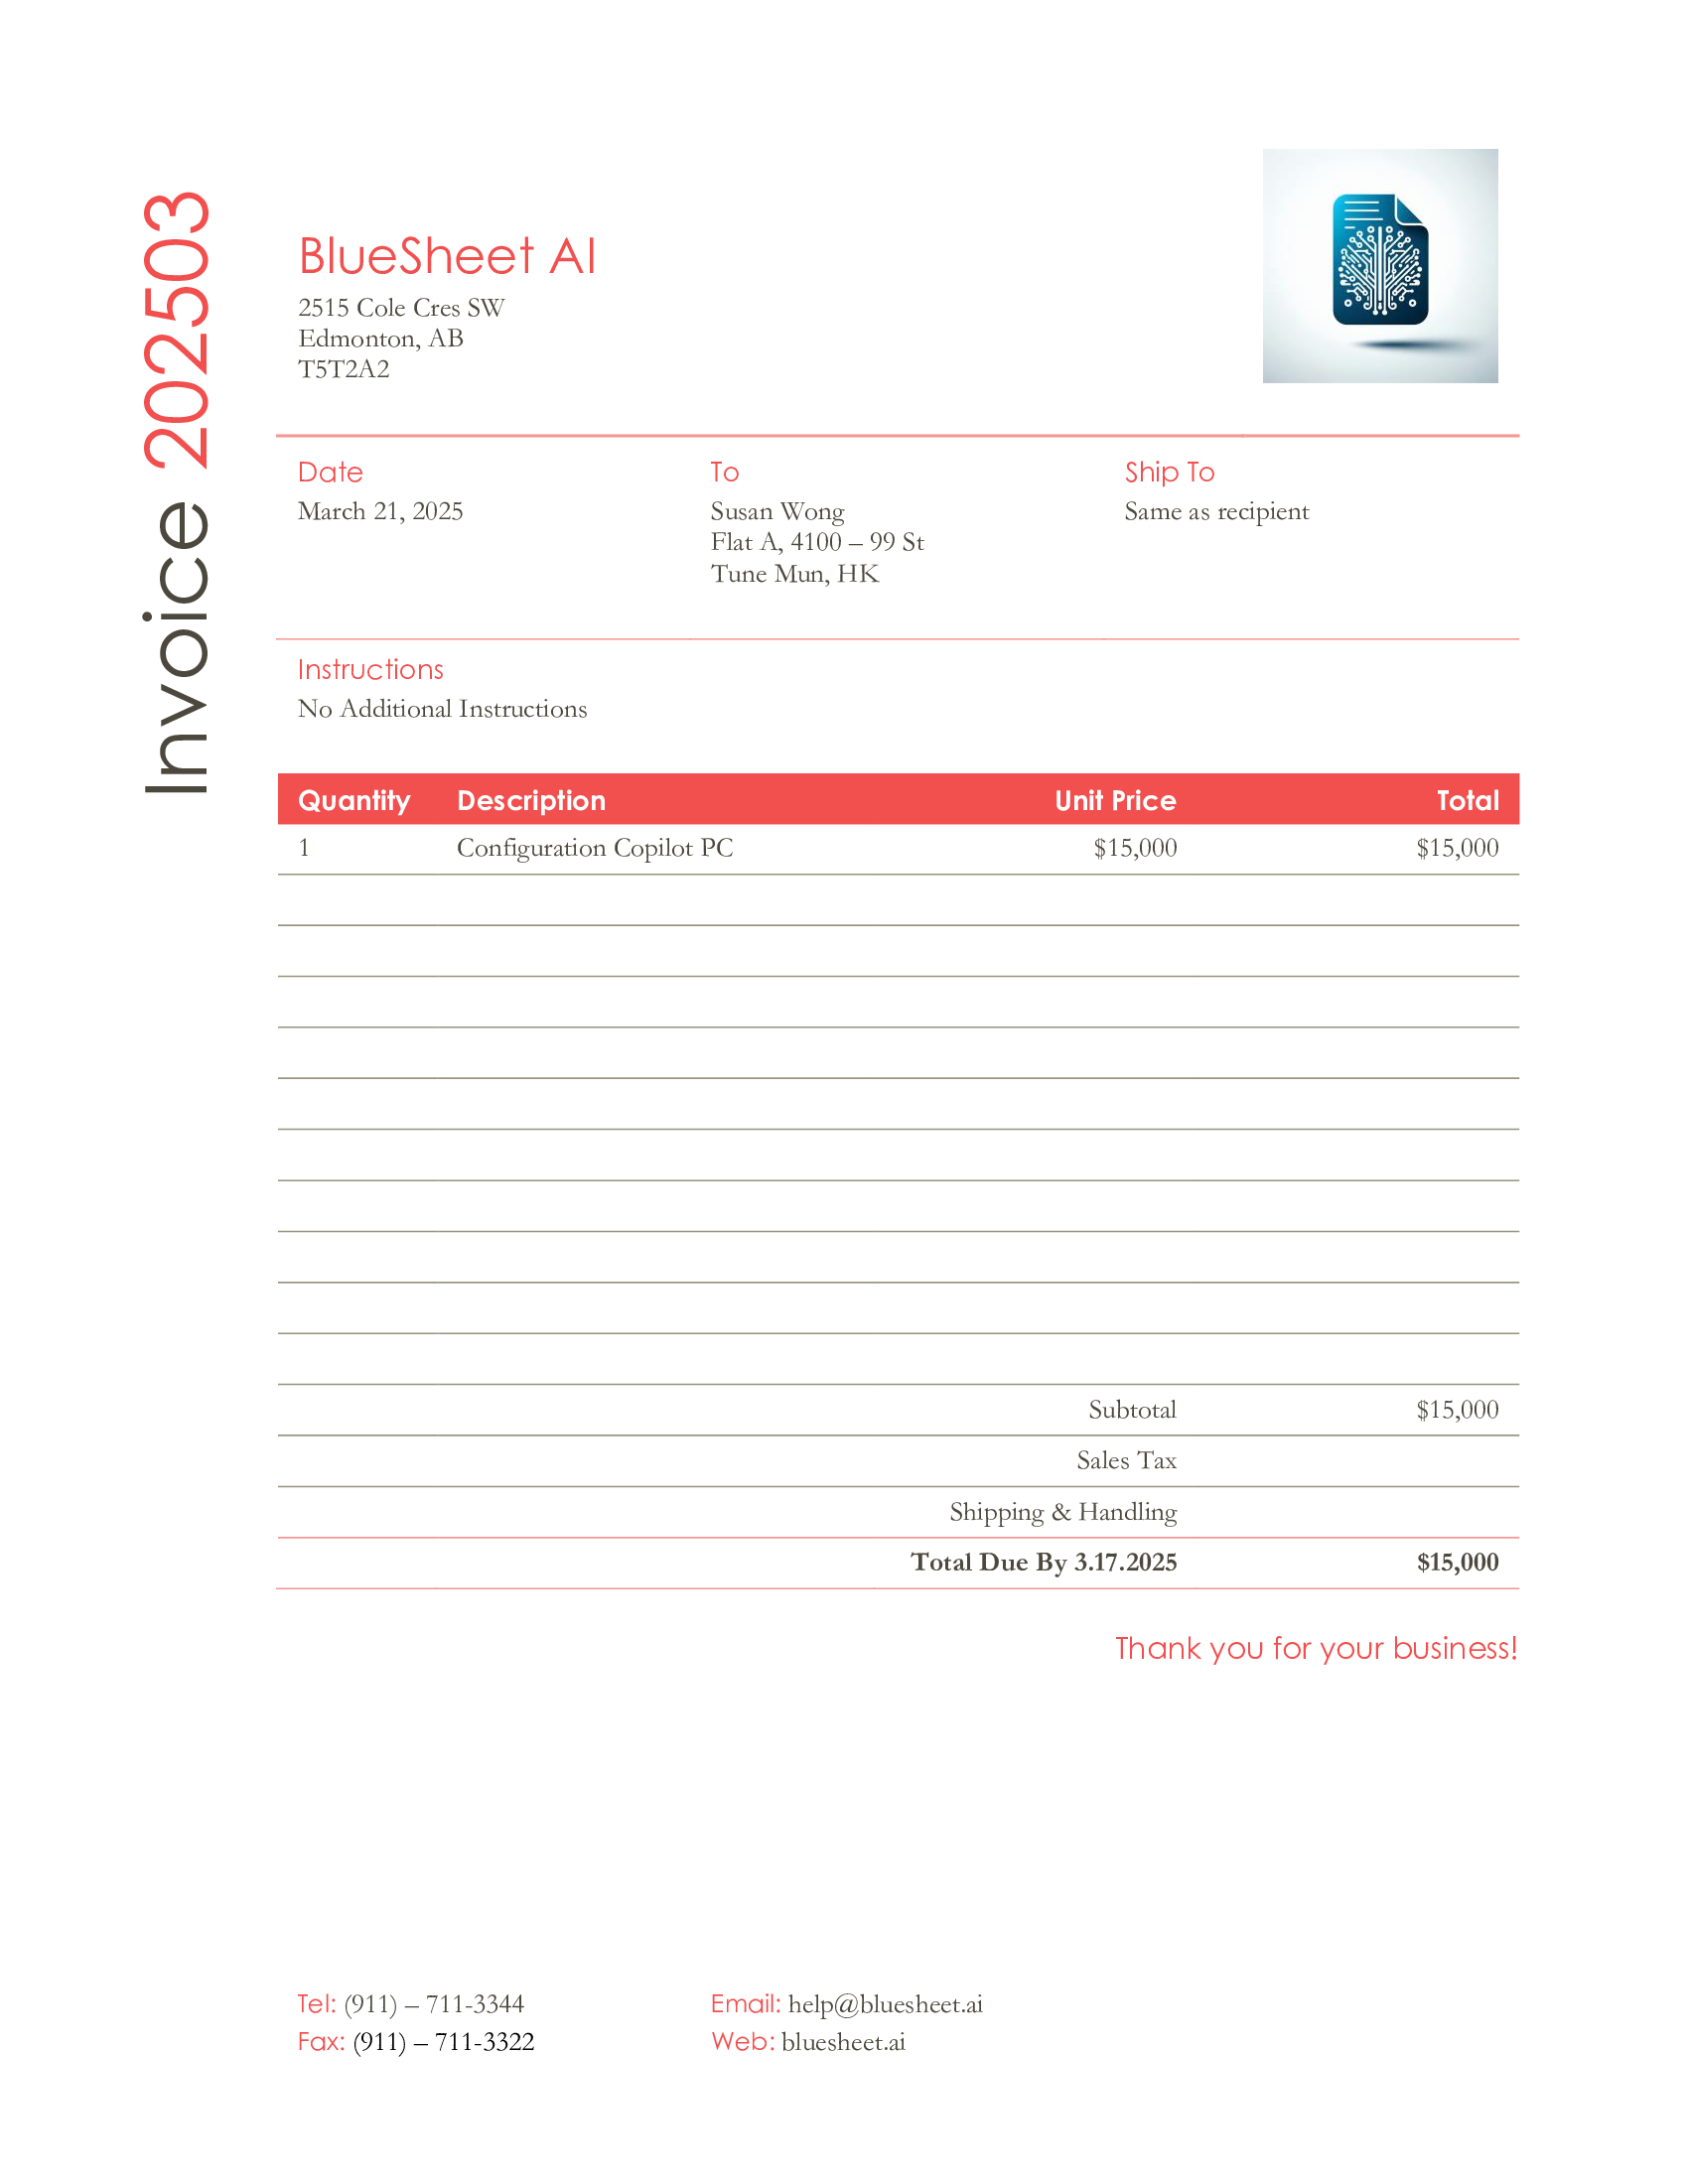 Invoice 202503
BlueSheet AI
2515 Cole Cres SW
Edmonton, AB
T5T2A2
Date
March 21, 2025
To
Susan Wong
Flat A, 4100 – 99 St
Tune Mun, HK
Ship To
Same as recipient
Instructions
No Additional Instructions
Quantity Description Unit Price Total
1 Configuration Copilot PC $15,000 $15,000
Subtotal $15,000
Sales Tax
Shipping & Handling
Total Due By 3.17.2025 $15,000
Thank you for your business!
Tel: (911) – 711-3344
Fax: (911) – 711-3322
Email: help@bluesheet.ai
Web: bluesheet.ai